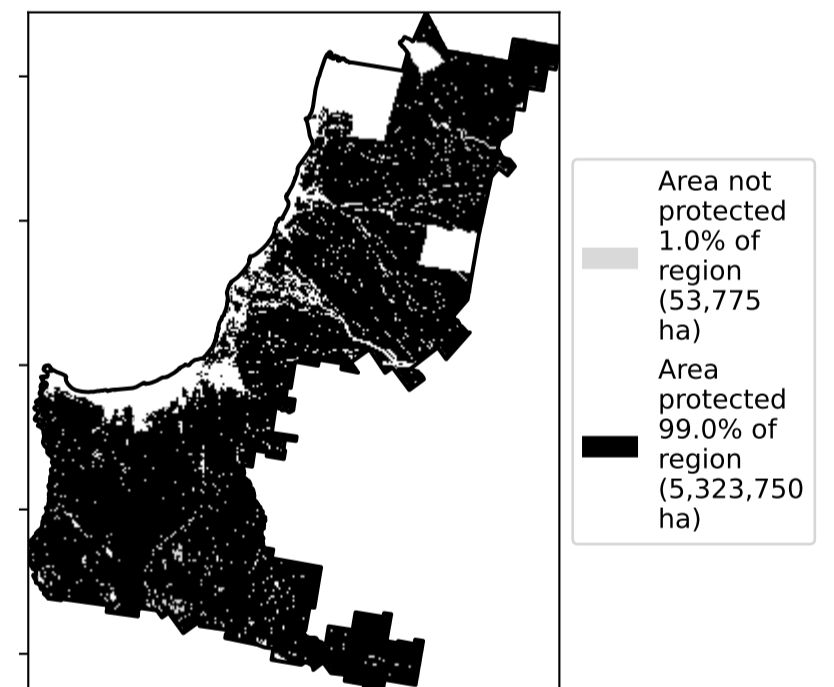 Area not
protected
1.0% of
region
(53,775
ha)
Area
protected
99.0% of
region
(5,323,750
ha)